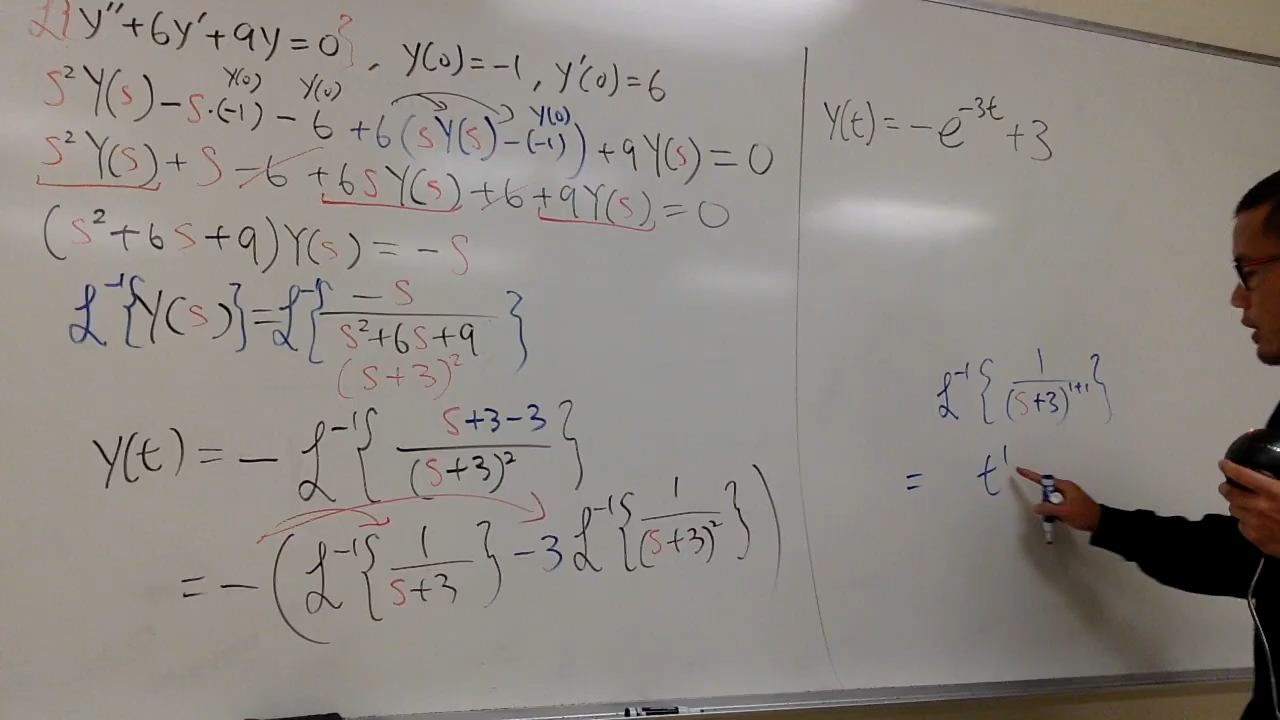 ℒ{y''+6y'+9y=0}, y(0)=-1, y'(0)=6
y(0) y(0)
s²Y(s)-s·(-1)-6+6(sY(s)-(-1))+9Y(s)=0
y(0)
s²Y(s)+s-6+6sY(s)+6+9Y(s)=0
(s²+6s+9)Y(s)=-s
ℒ⁻¹{Y(s)}=ℒ⁻¹{-s/(s²+6s+9)}
(s+3)²
y(t)=-ℒ⁻¹{(s+3-3)/(s+3)²}
=-(ℒ⁻¹{1/(s+3)}-3ℒ⁻¹{1/(s+3)²})
y(t)=-e^{-3t}+3
ℒ⁻¹{1/(s+3)^{1+1}}
= t¹